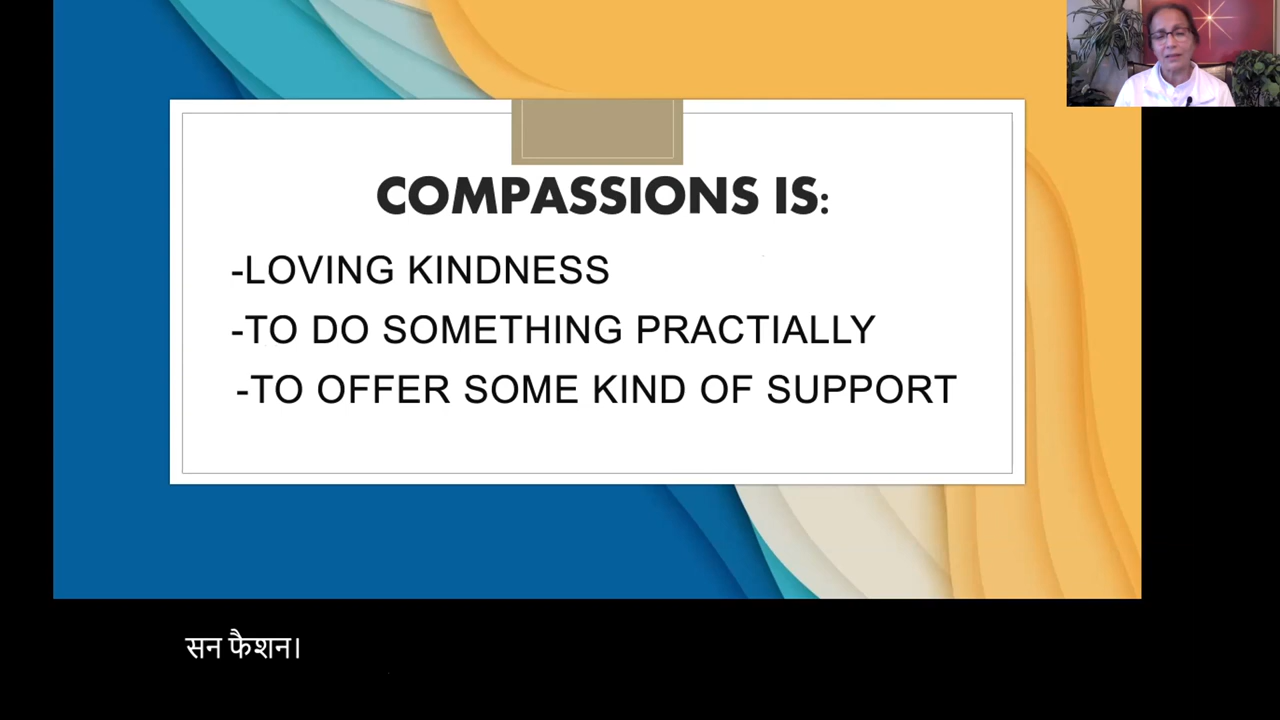 COMPASSIONS IS:
-LOVING KINDNESS
-TO DO SOMETHING PRACTIALLY
-TO OFFER SOME KIND OF SUPPORT
सन फैशन।